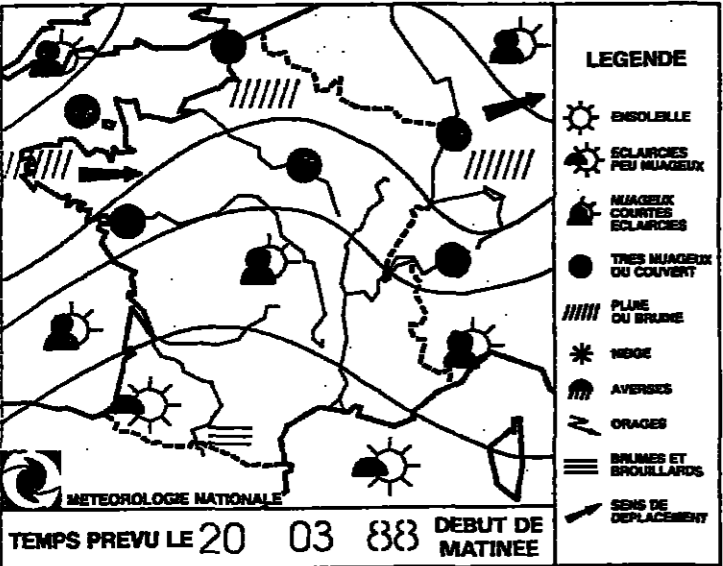 METEOROLOGIE NATIONALE
TEMPS PREVU LE 20 03 88 DEBUT DE
MATINEE
LEGENDE
ENSOLEILLE
ECLAIRCIES
PEU NUAGEUX
NUAGEUX
COURTES
ECLAIRCIES
TRES NUAGEUX
OU COUVERT
PLUIE
OU BRUINE
NEIGE
AVERSES
ORAGES
BRUMES ET
BROUILLARDS
SENS DE
DEPLACEMENT